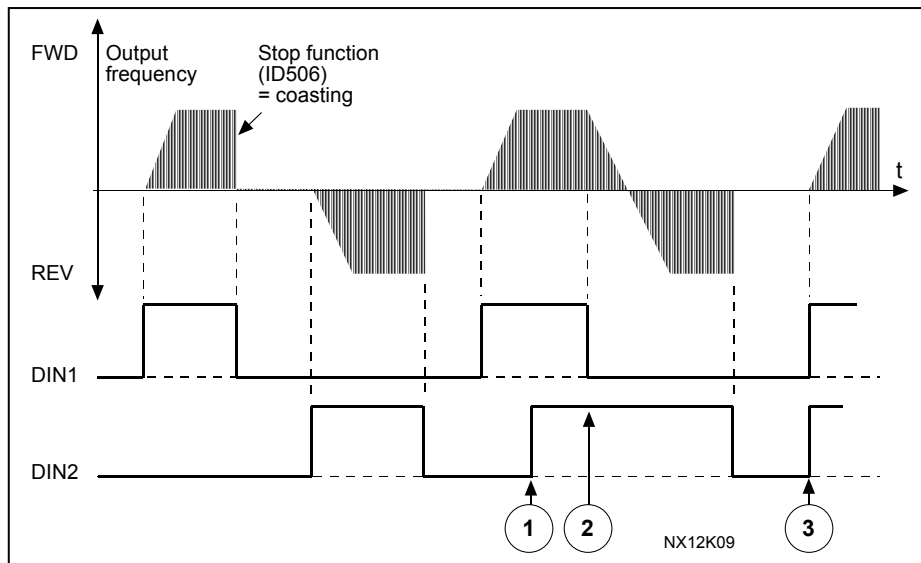 FWD
Output
frequency
Stop function
(ID506)
= coasting
t
REV
DIN1
DIN2
1
2
3
NX12K09